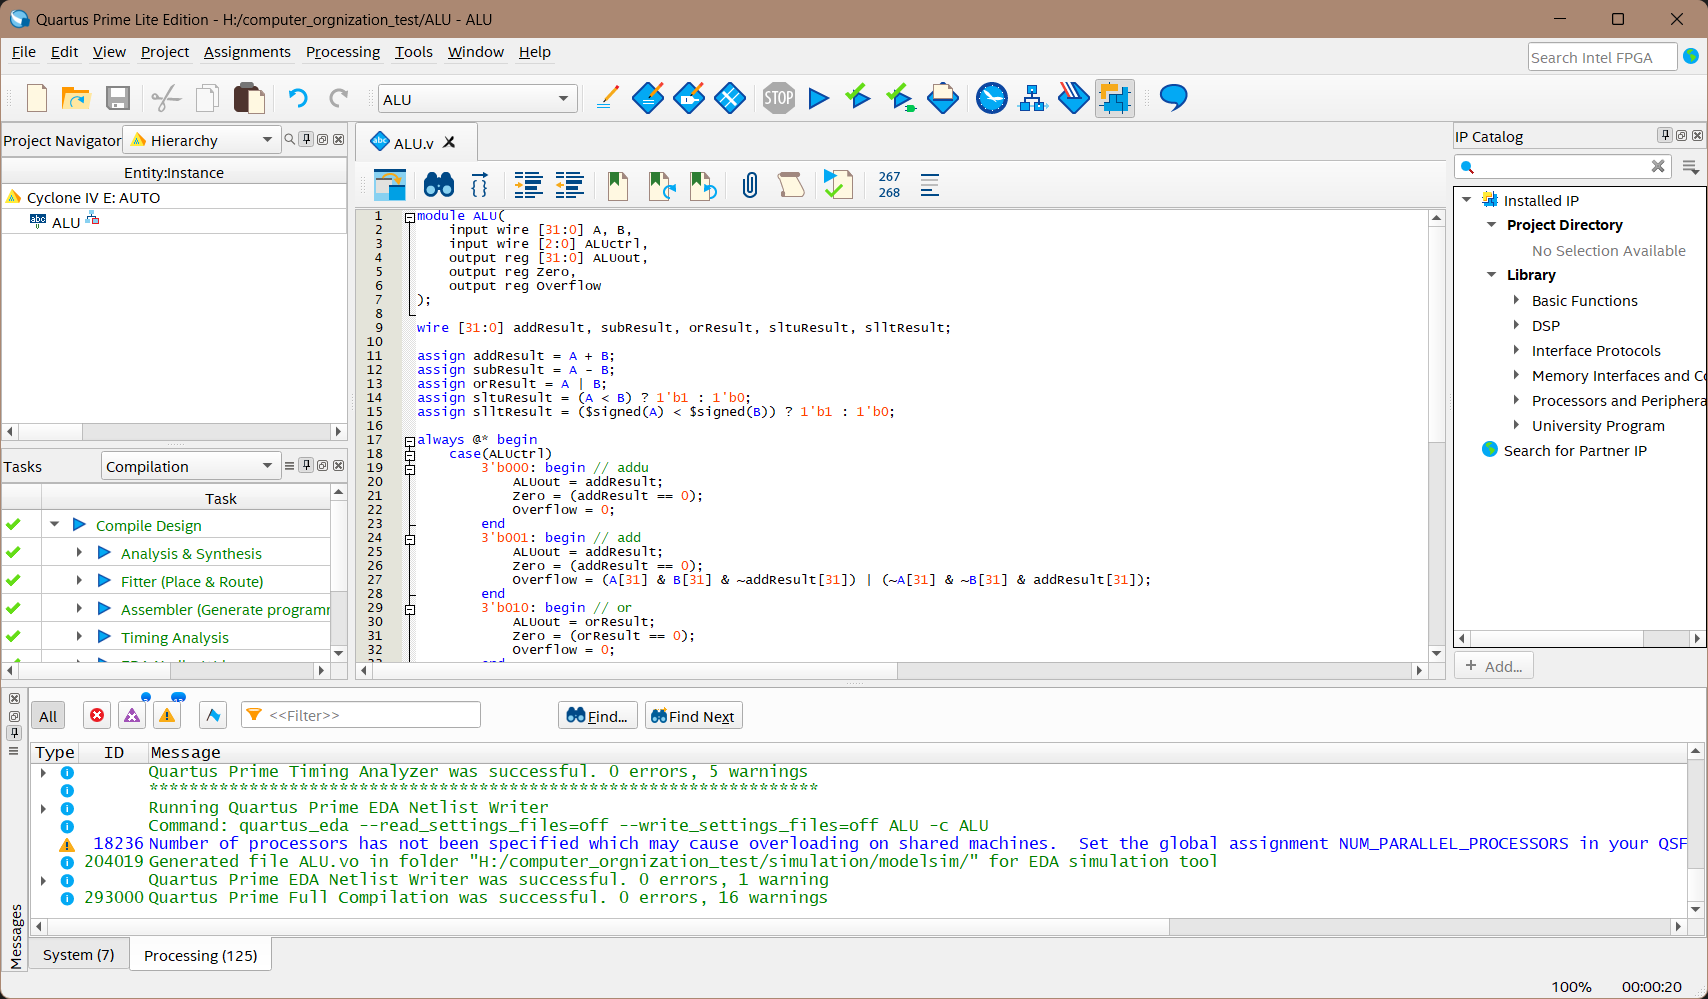 Quartus Prime Lite Edition - H:/computer_orgnization_test/ALU - ALU
File Edit View Project Assignments Processing Tools Window Help
Search Intel FPGA
ALU
STOP
Project Navigator Hierarchy
Entity:Instance
Cyclone IV E: AUTO
abc ALU
Tasks Compilation
Task
Compile Design
Analysis & Synthesis
Fitter (Place & Route)
Assembler (Generate programm
Timing Analysis
abc ALU.v
267
268
1 module ALU(
2 input wire [31:0] A, B,
3 input wire [2:0] ALUctrl,
4 output reg [31:0] ALUout,
5 output reg Zero,
6 output reg Overflow
7 );
8
9 wire [31:0] addResult, subResult, orResult, sltuResult, slltResult;
10
11 assign addResult = A + B;
12 assign subResult = A - B;
13 assign orResult = A | B;
14 assign sltuResult = (A < B) ? 1'b1 : 1'b0;
15 assign slltResult = ($signed(A) < $signed(B)) ? 1'b1 : 1'b0;
16
17 always @* begin
18 case(ALUctrl)
19 3'b000: begin // addu
20 ALUout = addResult;
21 Zero = (addResult == 0);
22 Overflow = 0;
23 end
24 3'b001: begin // add
25 ALUout = addResult;
26 Zero = (addResult == 0);
27 Overflow = (A[31] & B[31] & ~addResult[31]) | (~A[31] & ~B[31] & addResult[31]);
28 end
29 3'b010: begin // or
30 ALUout = orResult;
31 Zero = (orResult == 0);
32 Overflow = 0;
33 end
IP Catalog
Installed IP
Project Directory
No Selection Available
Library
Basic Functions
DSP
Interface Protocols
Memory Interfaces and Co
Processors and Periphera
University Program
Search for Partner IP
+ Add...
All <<Filter>> Find... Find Next
Type ID Message
Quartus Prime Timing Analyzer was successful. 0 errors, 5 warnings
*******************************************************************
Running Quartus Prime EDA Netlist Writer
Command: quartus_eda --read_settings_files=off --write_settings_files=off ALU -c ALU
18236 Number of processors has not been specified which may cause overloading on shared machines.  Set the global assignment NUM_PARALLEL_PROCESSORS in your QSF
204019 Generated file ALU.vo in folder "H:/computer_orgnization_test/simulation/modelsim/" for EDA simulation tool
Quartus Prime EDA Netlist Writer was successful. 0 errors, 1 warning
293000 Quartus Prime Full Compilation was successful. 0 errors, 16 warnings
Messages
System (7) Processing (125)
100% 00:00:20